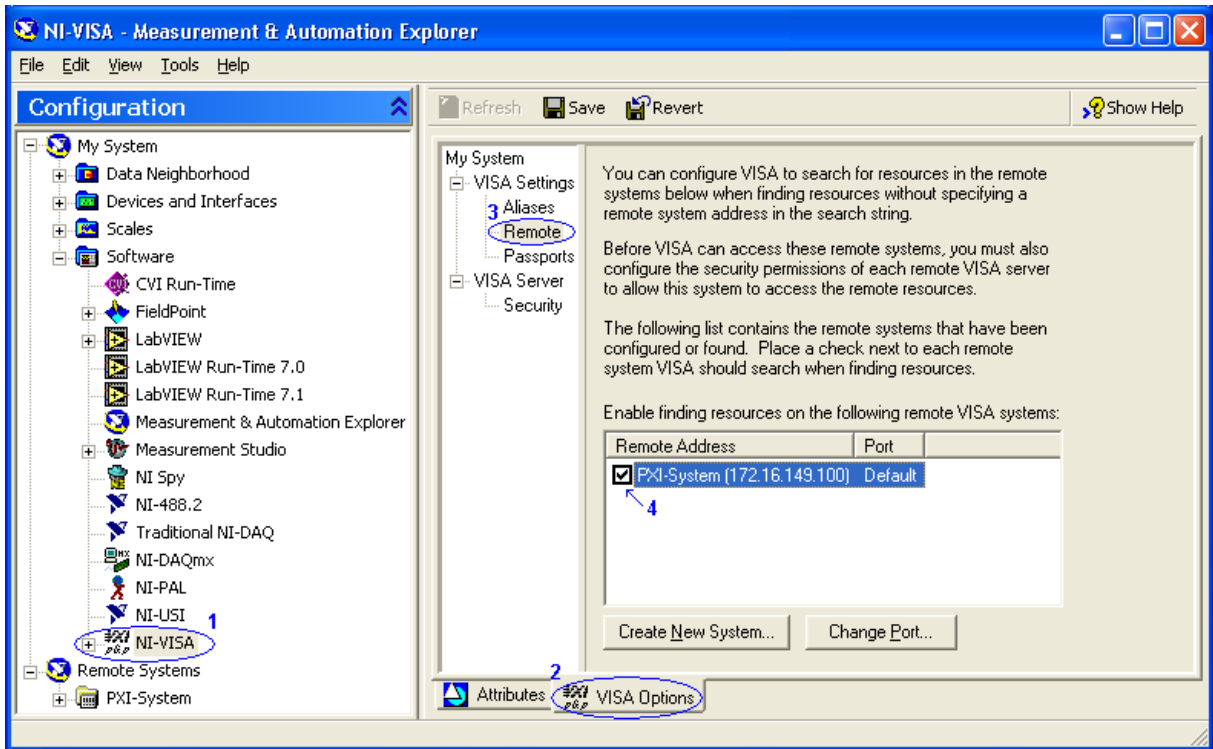 NI-VISA - Measurement & Automation Explorer
File Edit View Tools Help
Configuration
My System
Data Neighborhood
Devices and Interfaces
Scales
Software
CVI Run-Time
FieldPoint
LabVIEW
LabVIEW Run-Time 7.0
LabVIEW Run-Time 7.1
Measurement & Automation Explorer
Measurement Studio
NI Spy
NI-488.2
Traditional NI-DAQ
NI-DAQmx
NI-PAL
NI-USI
1
NI-VISA
Remote Systems
PXI-System
Refresh Save Revert Show Help
My System
VISA Settings
Aliases
3
Remote
Passports
VISA Server
Security
You can configure VISA to search for resources in the remote
systems below when finding resources without specifying a
remote system address in the search string.
Before VISA can access these remote systems, you must also
configure the security permissions of each remote VISA server
to allow this system to access the remote resources.
The following list contains the remote systems that have been
configured or found. Place a check next to each remote
system VISA should search when finding resources.
Enable finding resources on the following remote VISA systems:
Remote Address Port
PXI-System (172.16.149.100) Default
4
Create New System... Change Port...
2
Attributes VISA Options